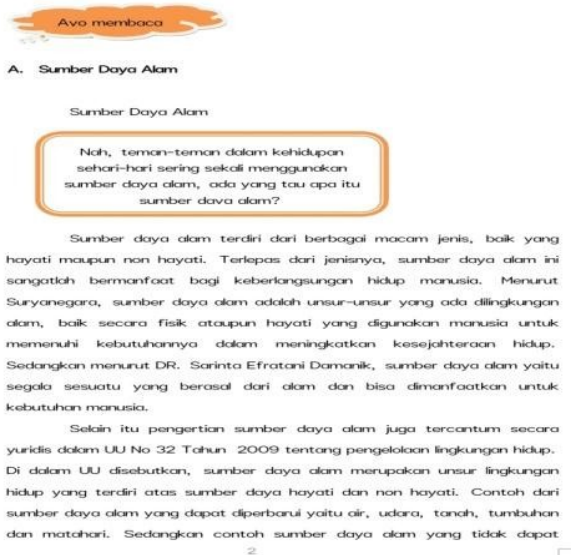 Ayo membaca
A. Sumber Daya Alam
Sumber Daya Alam
Nah, teman-teman dalam kehidupan
sehari-hari sering sekali menggunakan
sumber daya alam, ada yang tau apa itu
sumber daya alam?
Sumber daya alam terdiri dari berbagai macam jenis, baik yang
hayati maupun non hayati. Terlepas dari jenisnya, sumber daya alam ini
sangatlah bermanfaat bagi keberlangsungan hidup manusia. Menurut
Suryanegara, sumber daya alam adalah unsur-unsur yang ada dilingkungan
alam, baik secara fisik ataupun hayati yang digunakan manusia untuk
memenuhi kebutuhannya dalam meningkatkan kesejahteraan hidup.
Sedangkan menurut DR. Sarinta Efratani Damanik, sumber daya alam yaitu
segala sesuatu yang berasal dari alam dan bisa dimanfaatkan untuk
kebutuhan manusia.
Selain itu pengertian sumber daya alam juga tercantum secara
yuridis dalam UU No 32 Tahun 2009 tentang pengelolaan lingkungan hidup.
Di dalam UU disebutkan, sumber daya alam merupakan unsur lingkungan
hidup yang terdiri atas sumber daya hayati dan non hayati. Contoh dari
sumber daya alam yang dapat diperbarui yaitu air, udara, tanah, tumbuhan
dan matahari. Sedangkan contoh sumber daya alam yang tidak dapat
2